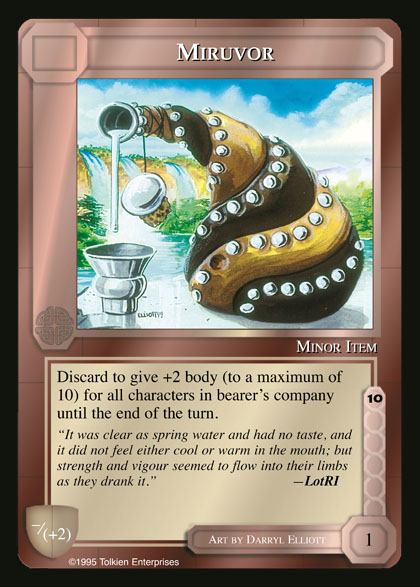 MIRUVOR
ELLIOTT94
MINOR ITEM
Discard to give +2 body (to a maximum of
10) for all characters in bearer's company
until the end of the turn.
10
“It was clear as spring water and had no taste, and
it did not feel either cool or warm in the mouth; but
strength and vigour seemed to flow into their limbs
as they drank it.” —LotRI
–/(+2)
ART BY DARRYL ELLIOTT
1
©1995 Tolkien Enterprises